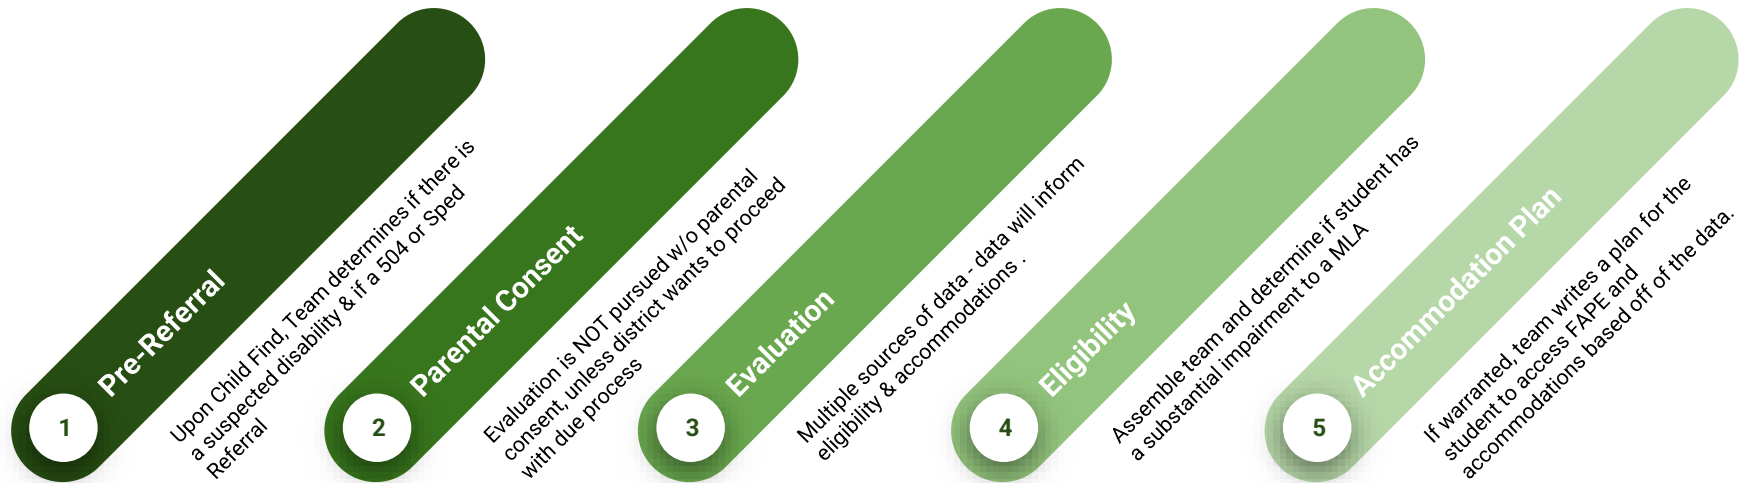 1
Pre-Referral
Upon Child Find, Team determines if there is
a suspected disability & if a 504 or Sped
Referral
2
Parental Consent
Evaluation is NOT pursued w/o parental
consent, unless district wants to proceed
with due process
3
Evaluation
Multiple sources of data - data will inform
eligibility & accommodations .
4
Eligibility
Assemble team and determine if student has
a substantial impairment to a MLA
5
Accommodation Plan
If warranted, team writes a plan for the
student to access FAPE and
accommodations based off of the data.